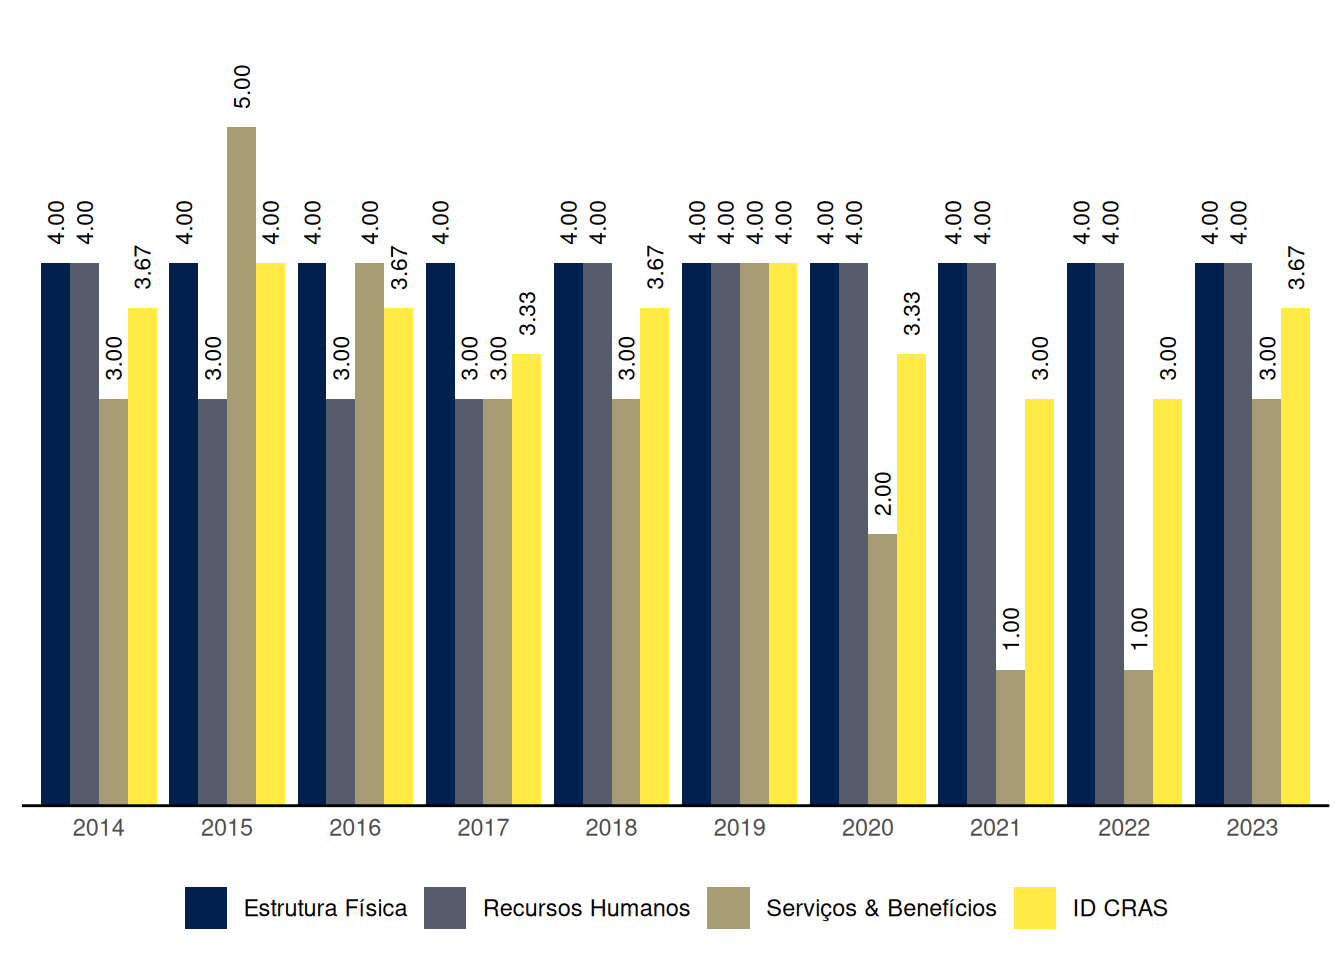 5.00
4.00 4.00 4.00 4.00 4.00 4.00 4.00 4.00 4.00 4.00 4.00 4.00 4.00 4.00 4.00 4.00 4.00 4.00 4.00 4.00 4.00
3.67 3.67 3.67 3.67
3.33 3.33
3.00 3.00 3.00 3.00 3.00 3.00 3.00 3.00 3.00
2.00
1.00 1.00
2014 2015 2016 2017 2018 2019 2020 2021 2022 2023
Estrutura Física Recursos Humanos Serviços & Benefícios ID CRAS